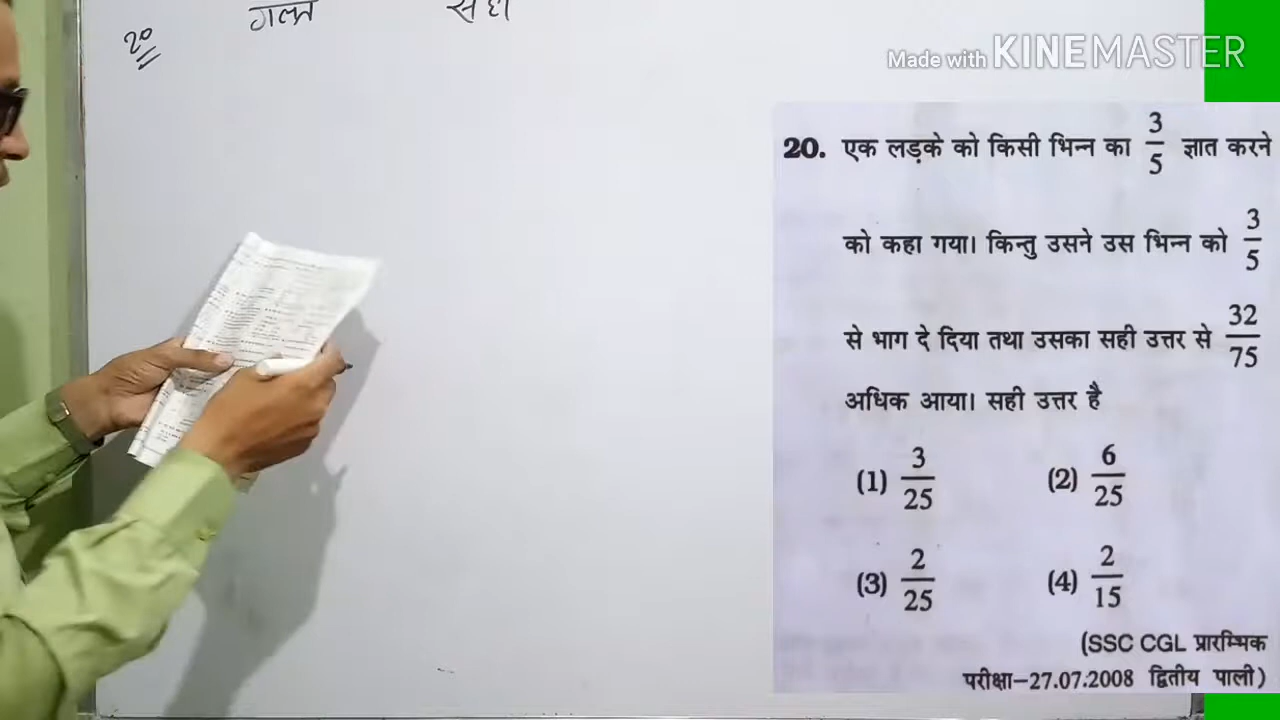 गलत सही
20
Made with KINEMASTER
20. एक लड़के को किसी भिन्न का 3/5 ज्ञात करने
को कहा गया। किन्तु उसने उस भिन्न को 3/5
से भाग दे दिया तथा उसका सही उत्तर से 32/75
अधिक आया। सही उत्तर है
(1) 3/25 (2) 6/25
(3) 2/25 (4) 2/15
(SSC CGL प्रारम्भिक
परीक्षा–27.07.2008 द्वितीय पाली)